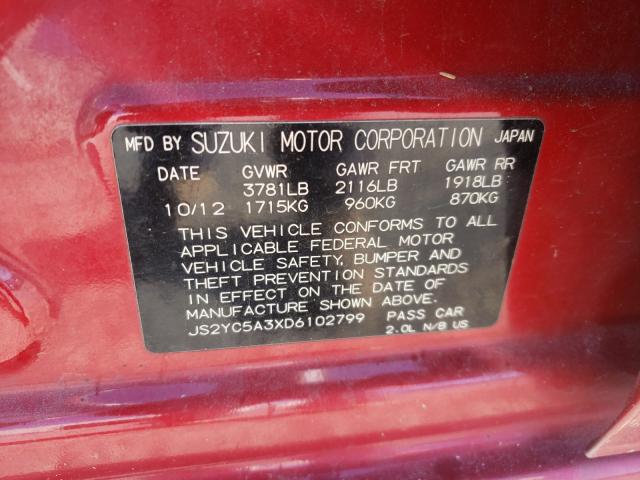 MFD BY SUZUKI MOTOR CORPORATION JAPAN
DATE GVWR GAWR FRT GAWR RR
3781LB 2116LB 1918LB
10/12 1715KG 960KG 870KG
THIS VEHICLE CONFORMS TO ALL
APPLICABLE FEDERAL MOTOR
VEHICLE SAFETY, BUMPER AND
THEFT PREVENTION STANDARDS
IN EFFECT ON THE DATE OF
MANUFACTURE SHOWN ABOVE.
JS2YC5A3XD6102799 PASS CAR
2.0L N/B US